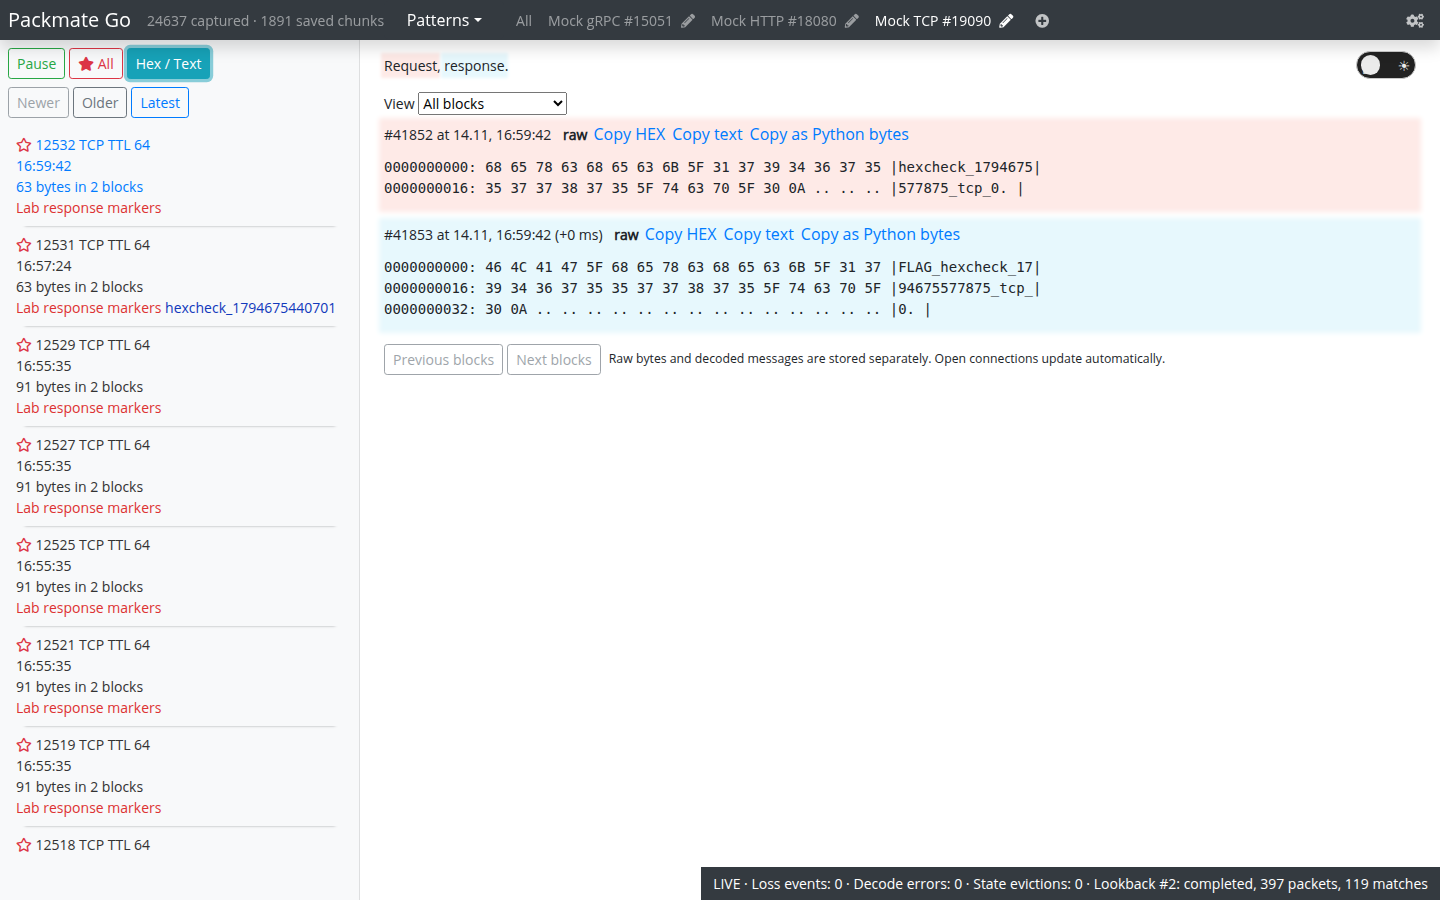 Packmate Go 24637 captured · 1891 saved chunks Patterns All Mock gRPC #15051 Mock HTTP #18080 Mock TCP #19090
Pause All Hex / Text
Newer Older Latest
12532 TCP TTL 64
16:59:42
63 bytes in 2 blocks
Lab response markers
12531 TCP TTL 64
16:57:24
63 bytes in 2 blocks
Lab response markers hexcheck_1794675440701
12529 TCP TTL 64
16:55:35
91 bytes in 2 blocks
Lab response markers
12527 TCP TTL 64
16:55:35
91 bytes in 2 blocks
Lab response markers
12525 TCP TTL 64
16:55:35
91 bytes in 2 blocks
Lab response markers
12521 TCP TTL 64
16:55:35
91 bytes in 2 blocks
Lab response markers
12519 TCP TTL 64
16:55:35
91 bytes in 2 blocks
Lab response markers
12518 TCP TTL 64
Request, response.
View All blocks
#41852 at 14.11, 16:59:42 raw Copy HEX Copy text Copy as Python bytes
0000000000: 68 65 78 63 68 65 63 6B 5F 31 37 39 34 36 37 35 |hexcheck_1794675|
0000000016: 35 37 37 38 37 35 5F 74 63 70 5F 30 0A .. .. .. |577875_tcp_0. |
#41853 at 14.11, 16:59:42 (+0 ms) raw Copy HEX Copy text Copy as Python bytes
0000000000: 46 4C 41 47 5F 68 65 78 63 68 65 63 6B 5F 31 37 |FLAG_hexcheck_17|
0000000016: 39 34 36 37 35 35 37 37 38 37 35 5F 74 63 70 5F |94675577875_tcp_|
0000000032: 30 0A .. .. .. .. .. .. .. .. .. .. .. .. .. .. |0. |
Previous blocks Next blocks Raw bytes and decoded messages are stored separately. Open connections update automatically.
LIVE · Loss events: 0 · Decode errors: 0 · State evictions: 0 · Lookback #2: completed, 397 packets, 119 matches